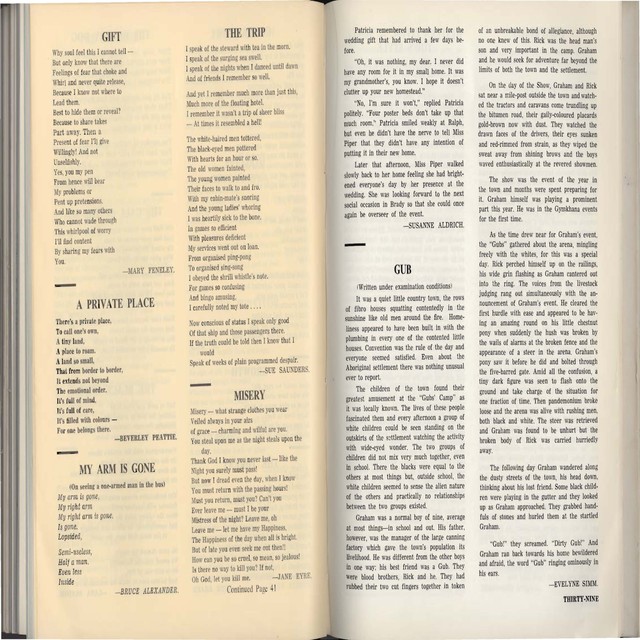 GIFT
Why soul feel this I cannot tell —
But only know that there are
Feelings of fear that choke and
Whirl and never quite release,
Because I know not where to
Lead them.
Best to hide them or reveal?
Because to share takes
Part away. Then a
Present of fear I'll give
Willingly! And not
Unselfishly.
Yes, you my pen
From hence will bear
My problems or
Pent up pretensions.
And like so many others
Who cannot wade through
This whirlpool of worry
I'll find content
By sharing my fears with
You.
—MARY FENELEY.
A PRIVATE PLACE
There's a private place,
To call one's own,
A tiny land,
A place to roam.
A land so small,
That from border to border,
It extends not beyond
The emotional order.
It's full of mind,
It's full of care,
It's filled with colours —
For one belongs there.
—BEVERLEY PEATTIE.
MY ARM IS GONE
(On seeing a one-armed man in the bus)
My arm is gone,
My right arm
My right arm is gone.
Is gone.
Lopsided,
Semi-useless,
Half a man.
Even less
Inside
—BRUCE ALEXANDER.
THE TRIP
I speak of the steward with tea in the morn.
I speak of the surging sea swell.
I speak of the nights when I danced until dawn
And of friends I remember so well.
And yet I remember much more than just this,
Much more of the floating hotel.
I remember it wasn't a trip of sheer bliss
— At times it resembled a hell!
The white-haired men tottered,
The black-eyed men pottered
With hearts for an hour or so.
The old women fainted,
The young women painted
Their faces to walk to and fro.
With my cabin-mate's snoring
And the young ladies' whoring
I was heartily sick to the bone.
In games so efficient
With pleasures deficient
My services went out on loan.
From organised ping-pong
To organised sing-song
I obeyed the shrill whistle's note.
For games so confusing
And bingo amusing,
I carefully noted my tote . . . .
Now conscious of status I speak only good
Of that ship and those passengers there.
If the truth could be told then I know that I
would
Speak of weeks of plain programmed despair.
—SUE SAUNDERS.
MISERY
Misery — what strange clothes you wear
Veiled always in your airs
of grace — charming and wilful are you.
You steal upon me as the night steals upon the
day.
Thank God I know you never last — like the
Night you surely must pass!
But now I dread even the day, when I know
You must return with the passing hours!
Must you return, must you? Can't you
Ever leave me — must I be your
Mistress of the night? Leave me, oh
Leave me — let me have my Happiness,
The Happiness of the day when all is bright
But of late you even seek me out then!!
How can you be so cruel, so mean, so jealous!
Is there no way to kill you? If not,
Oh God, let you kill me.
—JANE EYRE.
Continued Page 41
Patricia remembered to thank her for the
wedding gift that had arrived a few days be-
fore.
"Oh, it was nothing, my dear. I never did
have any room for it in my small home. It was
my grandmother's, you know. I hope it doesn't
clutter up your new homestead."
"No, I'm sure it won't," replied Patricia
politely. "Four poster beds don't take up that
much room." Patricia smiled weakly at Ralph,
but even he didn't have the nerve to tell Miss
Piper that they didn't have any intention of
putting it in their new home.
Later that afternoon, Miss Piper walked
slowly back to her home feeling she had bright-
ened everyone's day by her presence at the
wedding. She was looking forward to the next
social occasion in Brady so that she could once
again be overseer of the event.
—SUSANNE ALDRICH.
GUB
(Written under examination conditions)
It was a quiet little country town, the rows
of fibro houses squatting contentedly in the
sunshine like old men around the fire. Home-
liness appeared to have been built in with the
plumbing in every one of the contented little
houses. Convention was the rule of the day and
everyone seemed satisfied. Even about the
Aboriginal settlement there was nothing unusual
ever to report.
The children of the town found their
greatest amusement at the "Gubs' Camp" as
it was locally known. The lives of these people
fascinated them and every afternoon a group of
white children could be seen standing on the
outskirts of the settlement watching the activity
with wide-eyed wonder. The two groups of
children did not mix very much together, even
in school. There the blacks were equal to the
others at most things but, outside school, the
white children seemed to sense the alien nature
of the others and practically no relationships
between the two groups existed.
Graham was a normal boy of nine, average
at most things—in school and out. His father,
however, was the manager of the large canning
factory which gave the town's population its
livelihood. He was different from the other boys
in one way; his best friend was a Gub. They
were blood brothers, Rick and he. They had
rubbed their two cut fingers together in token
of an unbreakable bond of allegiance, although
no one knew of this. Rick was the head man's
son and very important in the camp. Graham
and he would seek for adventure far beyond the
limits of both the town and the settlement.
On the day of the Show, Graham and Rick
sat near a mile-post outside the town and watch-
ed the tractors and caravans come trundling up
the bitumen road, their gaily-coloured placards
gold-brown now with dust. They watched the
drawn faces of the drivers, their eyes sunken
and red-rimmed from strain, as they wiped the
sweat away from shining brows and the boys
waved enthusiastically at the revered showmen.
The show was the event of the year in
the town and months were spent preparing for
it. Graham himself was playing a prominent
part this year. He was in the Gymkhana events
for the first time.
As the time drew near for Graham's event,
the "Gubs" gathered about the arena, mingling
freely with the whites, for this was a special
day. Rick perched himself up on the railings,
his wide grin flashing as Graham cantered out
into the ring. The voices from the livestock
judging rang out simultaneously with the an-
nouncement of Graham's event. He cleared the
first hurdle with ease and appeared to be hav-
ing an amazing round on his little chestnut
pony when suddenly the hush was broken by
the wails of alarms at the broken fence and the
appearance of a steer in the arena. Graham's
pony saw it before he did and bolted through
the five-barred gate. Amid all the confusion, a
tiny dark figure was seen to flash onto the
ground and take charge of the situation for
one fraction of time. Then pandemonium broke
loose and the arena was alive with rushing men,
both black and white. The steer was retrieved
and Graham was found to be unhurt but the
broken body of Rick was carried hurriedly
away.
The following day Graham wandered along
the dusty streets of the town, his head down,
thinking about his lost friend. Some black child-
ren were playing in the gutter and they looked
up as Graham approached. They grabbed hand-
fuls of stones and hurled them at the startled
Graham.
"Gub!" they screamed. "Dirty Gub!" And
Graham ran back towards his home bewildered
and afraid, the word "Gub" ringing ominously in
his ears.
—EVELYNE SIMM.
THIRTY-NINE